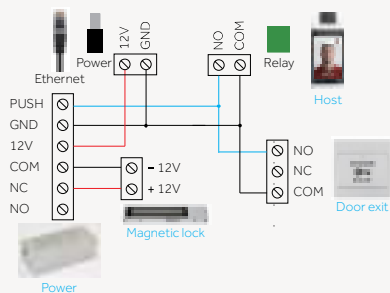 12V
GND
NO
COM
Power
Relay
Ethernet
Host
PUSH
GND
12V
COM
NC
NO
– 12V
+ 12V
NO
NC
COM
Magnetic lock
Door exit
Power